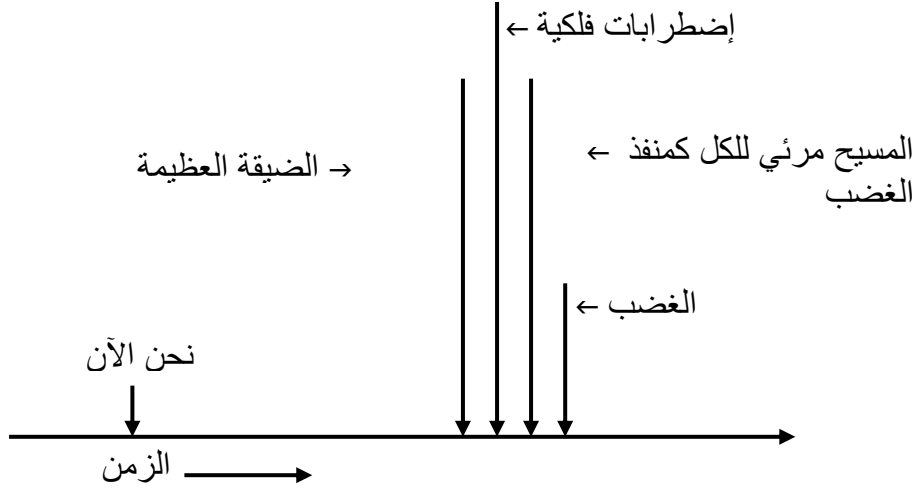 إضطرابات فلكية ←
المسيح مرئي للكل كمنفذ ←
الغضب
→ الضيقة العظيمة
الغضب ←
نحن الآن
الزمن